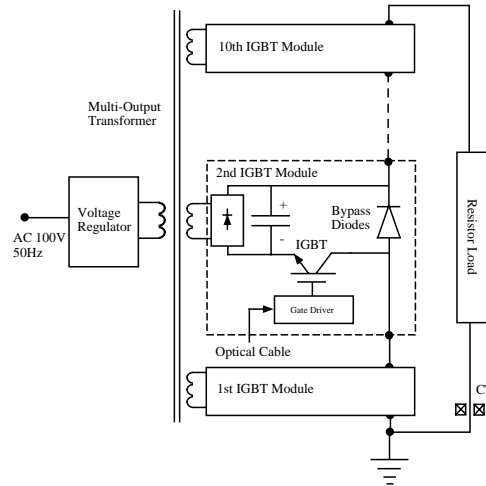 10th IGBT Module
Multi-Output
Transformer
2nd IGBT Module
+
-
Bypass
Diodes
IGBT
Voltage
Regulator
AC 100V
50Hz
Gate Driver
Optical Cable
Resistor Load
1st IGBT Module